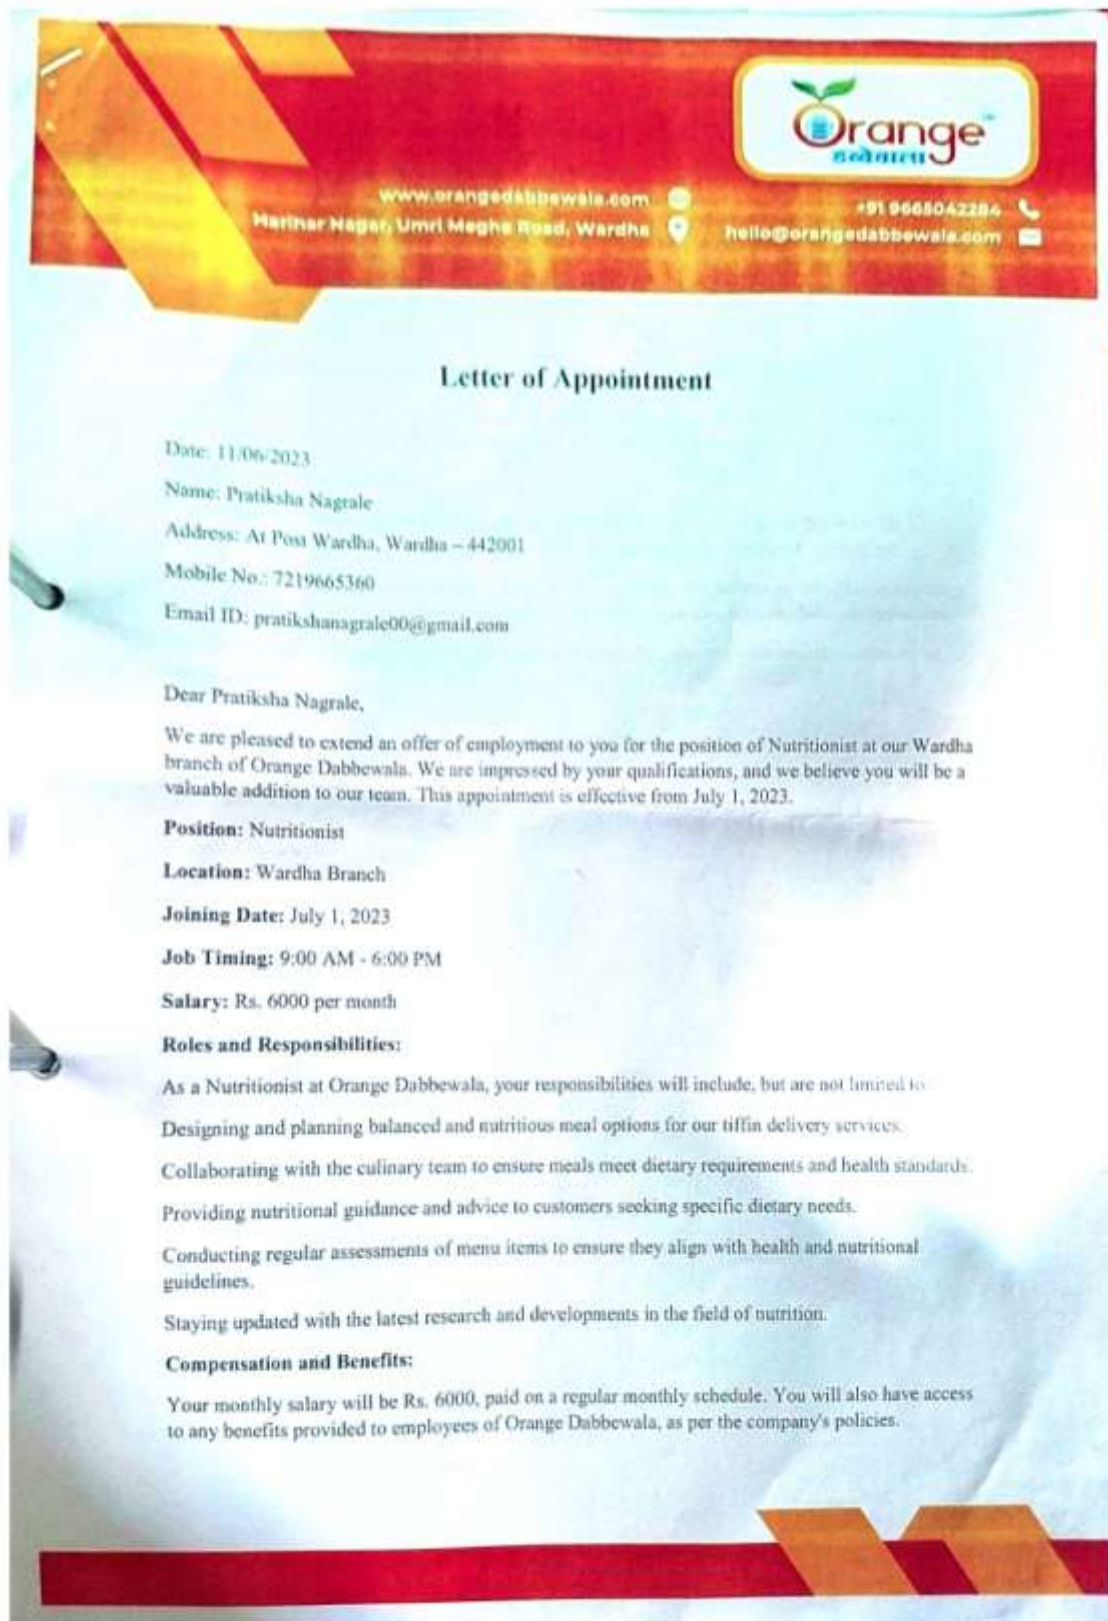 Orange
डब्बेवाला
www.orangedabbewala.com
+91 9665042284
Umri Meghe Road, Wardha
hello@orangedabbewala.com
Letter of Appointment
Date: 11/06/2023
Name: Pratiksha Nagrale
Address: At Post Wardha, Wardha – 442001
Mobile No.: 7219665360
Email ID: pratikshanagrale00@gmail.com
Dear Pratiksha Nagrale,
We are pleased to extend an offer of employment to you for the position of Nutritionist at our Wardha
branch of Orange Dabbewala. We are impressed by your qualifications, and we believe you will be a
valuable addition to our team. This appointment is effective from July 1, 2023.
Position: Nutritionist
Location: Wardha Branch
Joining Date: July 1, 2023
Job Timing: 9:00 AM - 6:00 PM
Salary: Rs. 6000 per month
Roles and Responsibilities:
As a Nutritionist at Orange Dabbewala, your responsibilities will include, but are not limited to
Designing and planning balanced and nutritious meal options for our tiffin delivery services.
Collaborating with the culinary team to ensure meals meet dietary requirements and health standards.
Providing nutritional guidance and advice to customers seeking specific dietary needs.
Conducting regular assessments of menu items to ensure they align with health and nutritional
guidelines.
Staying updated with the latest research and developments in the field of nutrition.
Compensation and Benefits:
Your monthly salary will be Rs. 6000, paid on a regular monthly schedule. You will also have access
to any benefits provided to employees of Orange Dabbewala, as per the company's policies.